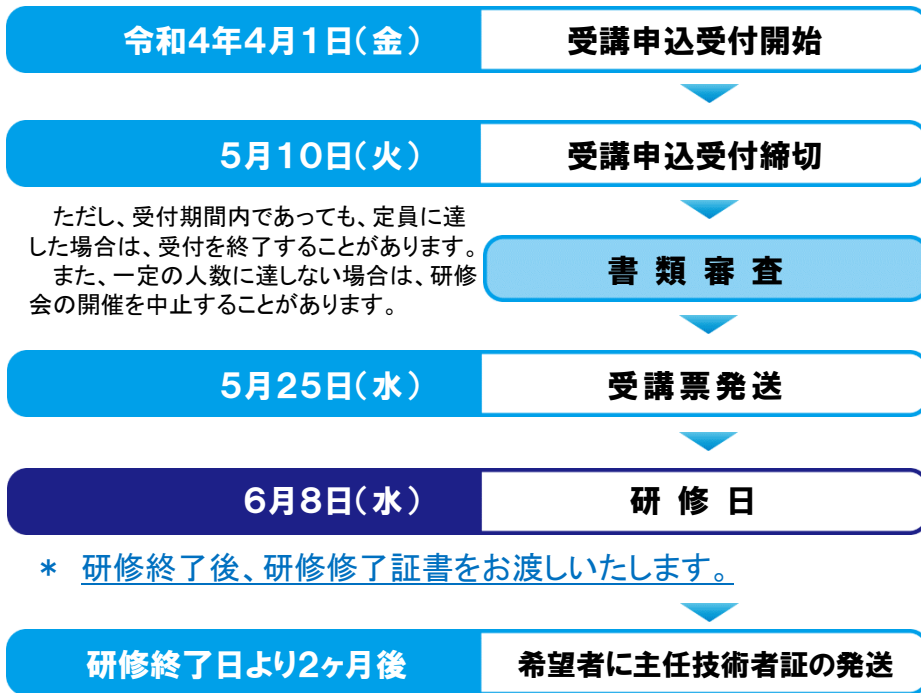 令和4年4月1日(金) 受講申込受付開始
5月10日(火) 受講申込受付締切
ただし、受付期間内であっても、定員に達
した場合は、受付を終了することがあります。
また、一定の人数に達しない場合は、研修
会の開催を中止することがあります。
書類審査
5月25日(水) 受講票発送
6月8日(水) 研修日
* 研修終了後、研修修了証書をお渡しいたします。
研修終了日より2ヶ月後 希望者に主任技術者証の発送